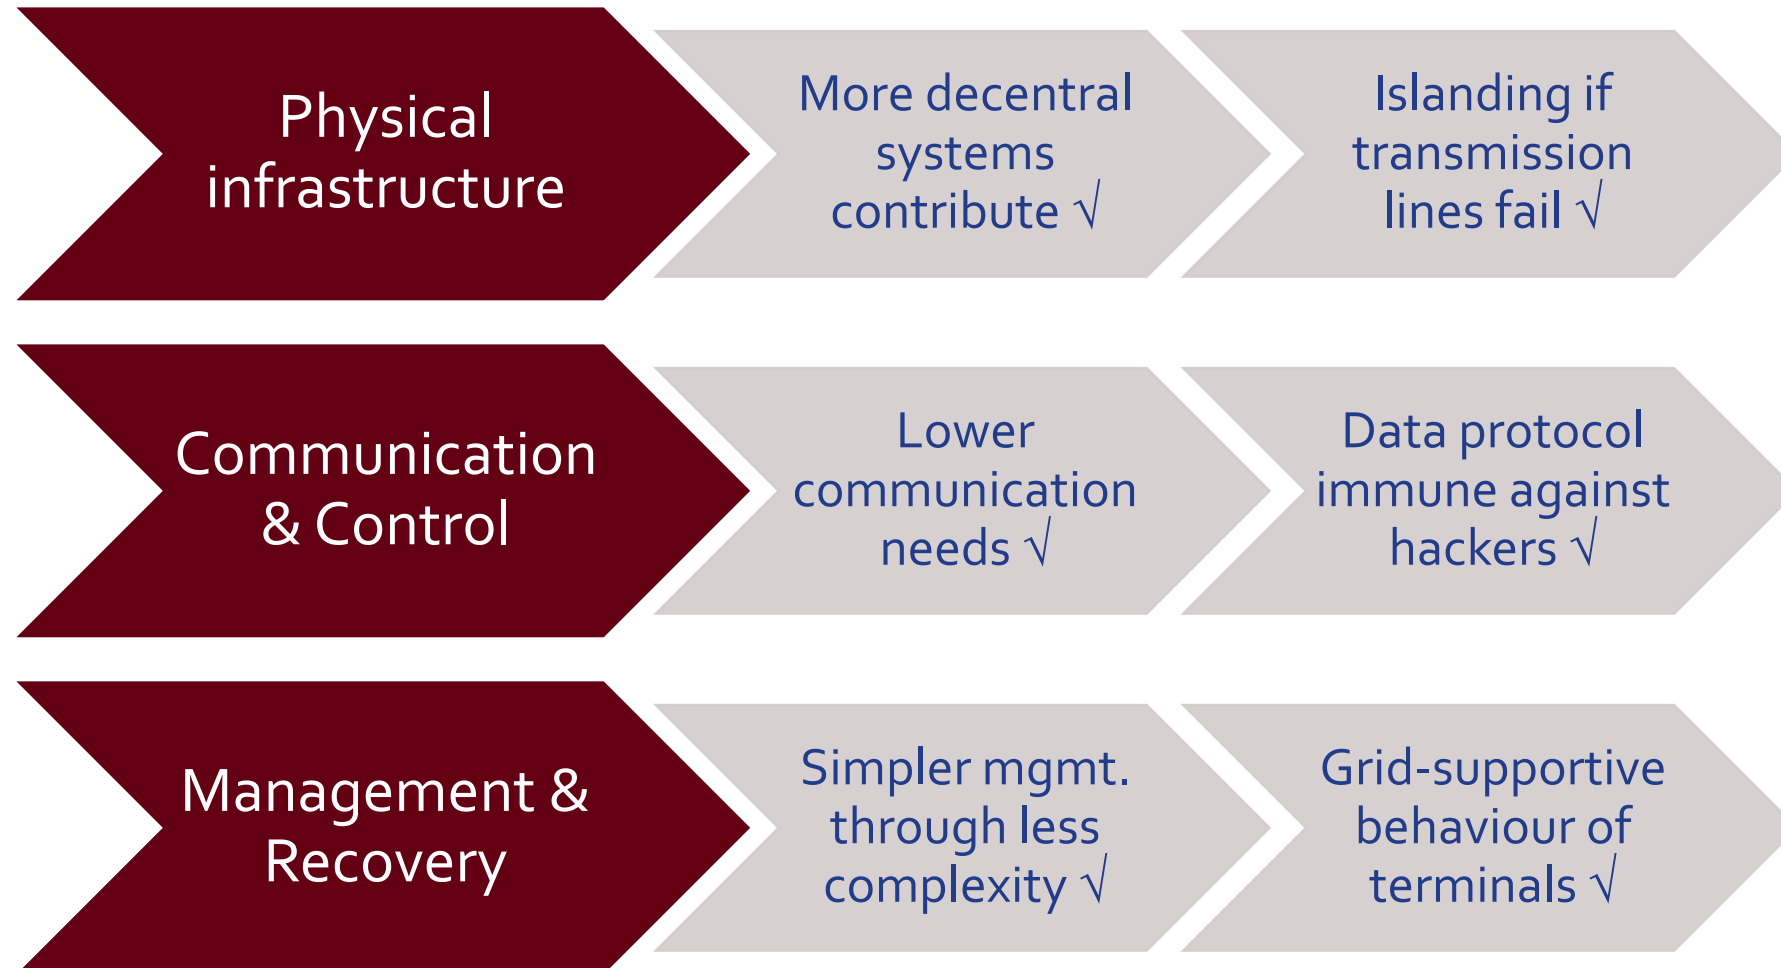 Physical
infrastructure
More decentral
systems
contribute √
Islanding if
transmission
lines fail √
Communication
& Control
Lower
communication
needs √
Data protocol
immune against
hackers √
Management &
Recovery
Simpler mgmt.
through less
complexity √
Grid-supportive
behaviour of
terminals √